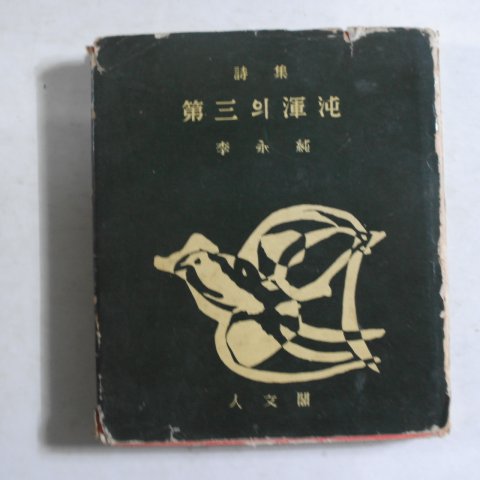 詩集
第三의渾沌
李永純
人文閣